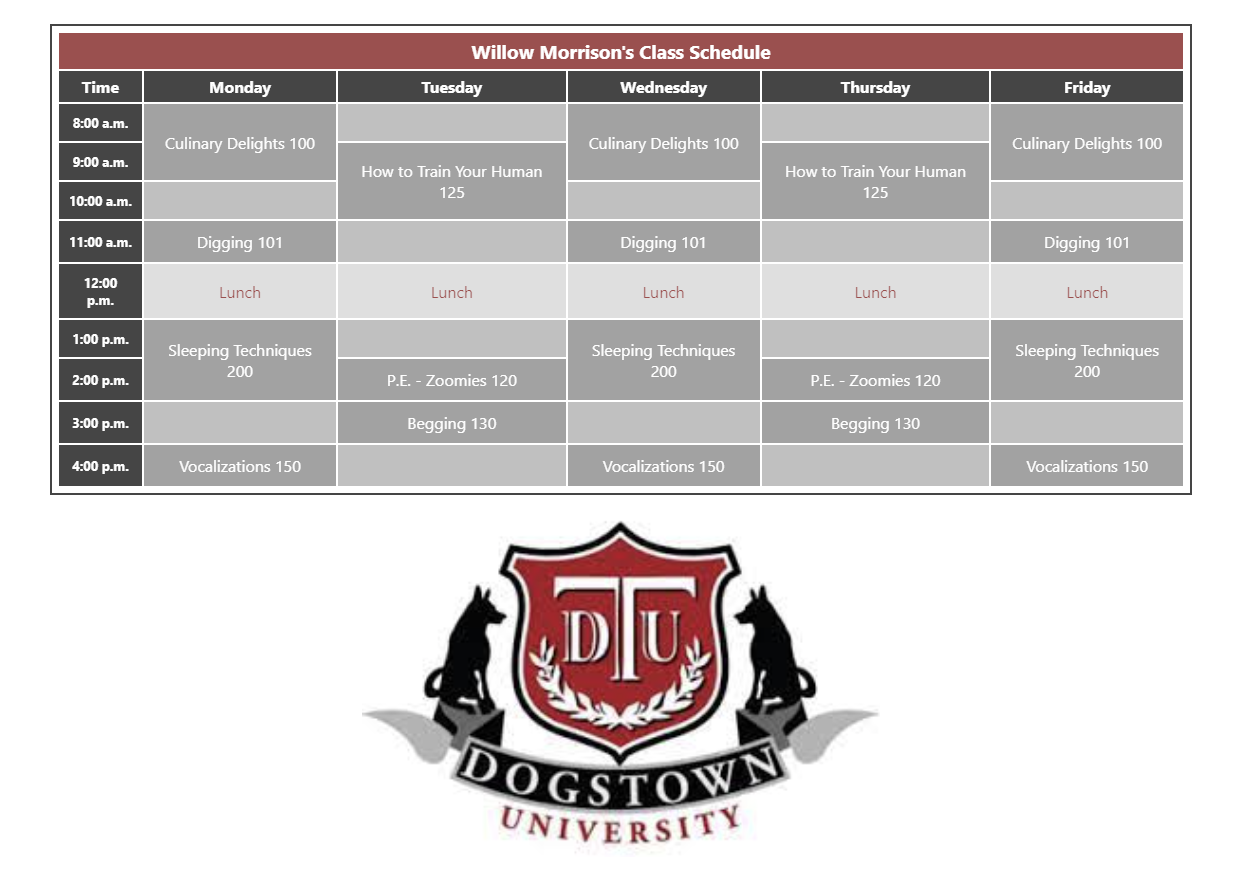 Willow Morrison's Class Schedule
Time Monday Tuesday Wednesday Thursday Friday
8:00 a.m. Culinary Delights 100 Culinary Delights 100 Culinary Delights 100
9:00 a.m. How to Train Your Human 125 How to Train Your Human 125
10:00 a.m.
11:00 a.m. Digging 101 Digging 101 Digging 101
12:00 p.m. Lunch Lunch Lunch Lunch Lunch
1:00 p.m. Sleeping Techniques 200 Sleeping Techniques 200 Sleeping Techniques 200
2:00 p.m. P.E. - Zoomies 120 P.E. - Zoomies 120
3:00 p.m. Begging 130 Begging 130
4:00 p.m. Vocalizations 150 Vocalizations 150 Vocalizations 150
DTU
DOGSTOWN
UNIVERSITY